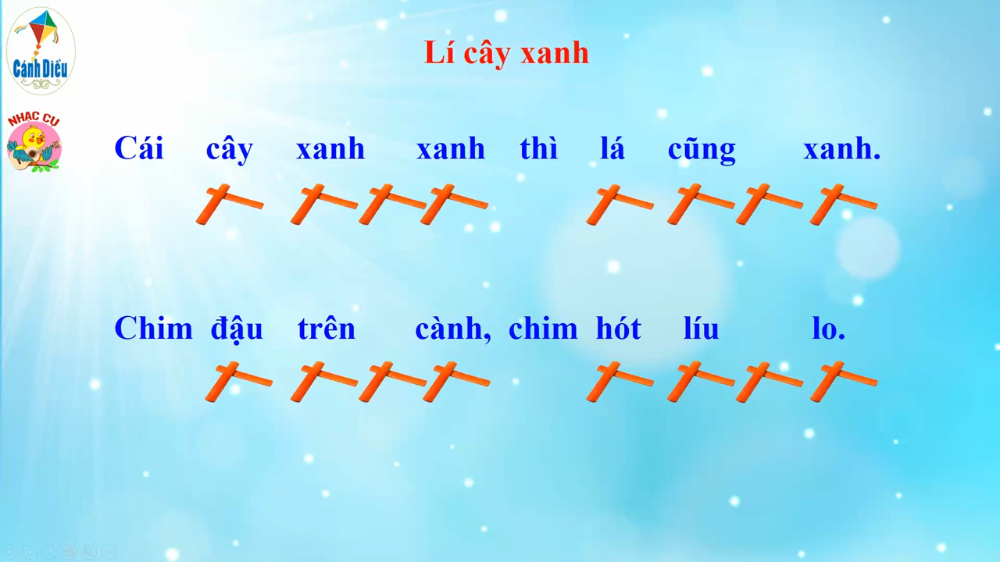 Cánh Diều
Lí cây xanh
NHẠC CỤ
Cái cây xanh xanh thì lá cũng xanh.
Chim đậu trên cành, chim hót líu lo.